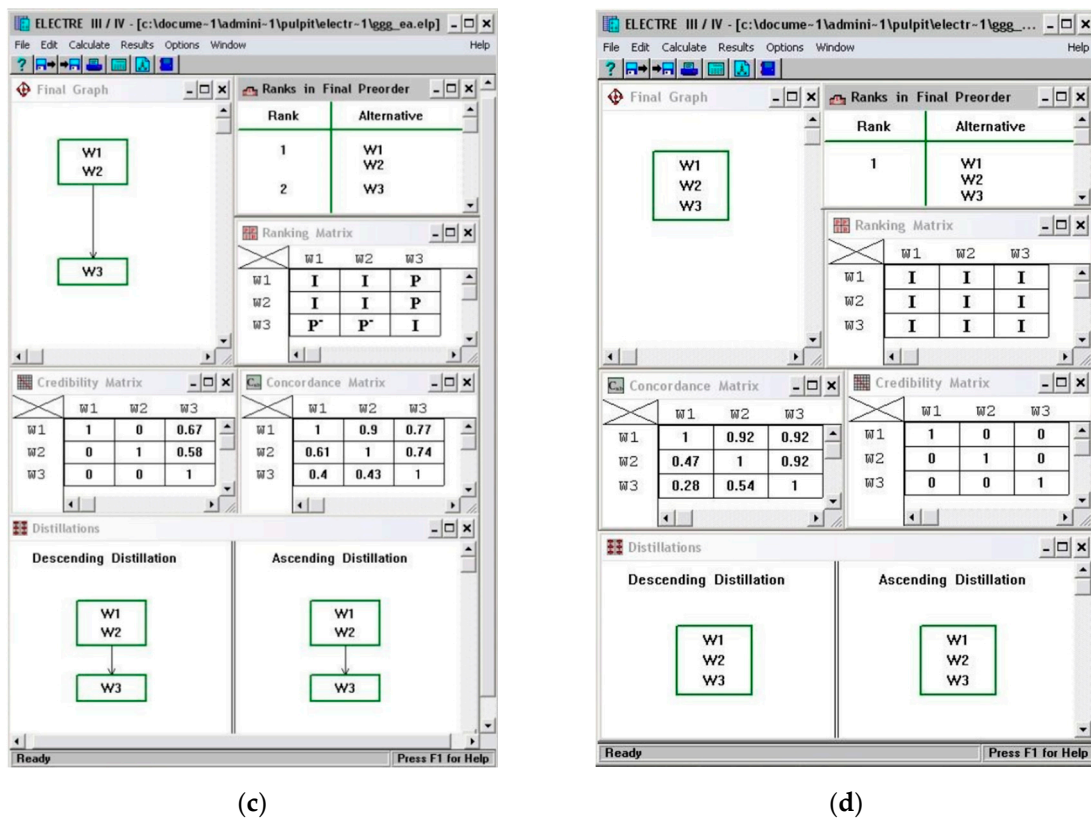 ELECTRE III / IV - [c:\docume~1\admini~1\pulpit\electr~1\ggg_ea.elp]
File Edit Calculate Results Options Window Help
Final Graph
W1
W2
W3
Ranks in Final Preorder
Rank Alternative
1 W1
W2
2 W3
Ranking Matrix
W1 W2 W3
W1 I I P
W2 I I P
W3 P⁻ P⁻ I
Credibility Matrix
W1 W2 W3
W1 1 0 0.67
W2 0 1 0.58
W3 0 0 1
Concordance Matrix
W1 W2 W3
W1 1 0.9 0.77
W2 0.61 1 0.74
W3 0.4 0.43 1
Distillations
Descending Distillation
W1
W2
W3
Ascending Distillation
W1
W2
W3
Ready Press F1 for Help
(c)
ELECTRE III / IV - [c:\docume~1\admini~1\pulpit\electr~1\ggg_...
File Edit Calculate Results Options Window Help
Final Graph
W1
W2
W3
Ranks in Final Preorder
Rank Alternative
1 W1
W2
W3
Ranking Matrix
W1 W2 W3
W1 I I I
W2 I I I
W3 I I I
Concordance Matrix
W1 W2 W3
W1 1 0.92 0.92
W2 0.47 1 0.92
W3 0.28 0.54 1
Credibility Matrix
W1 W2 W3
W1 1 0 0
W2 0 1 0
W3 0 0 1
Distillations
Descending Distillation
W1
W2
W3
Ascending Distillation
W1
W2
W3
Ready Press F1 for Help
(d)